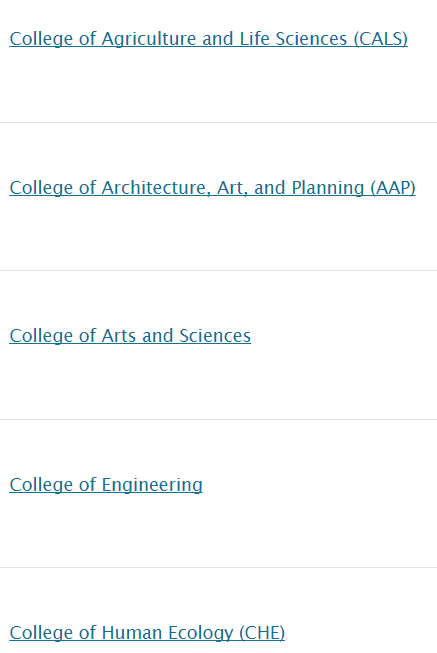 College of Agriculture and Life Sciences (CALS)
College of Architecture, Art, and Planning (AAP)
College of Arts and Sciences
College of Engineering
College of Human Ecology (CHE)